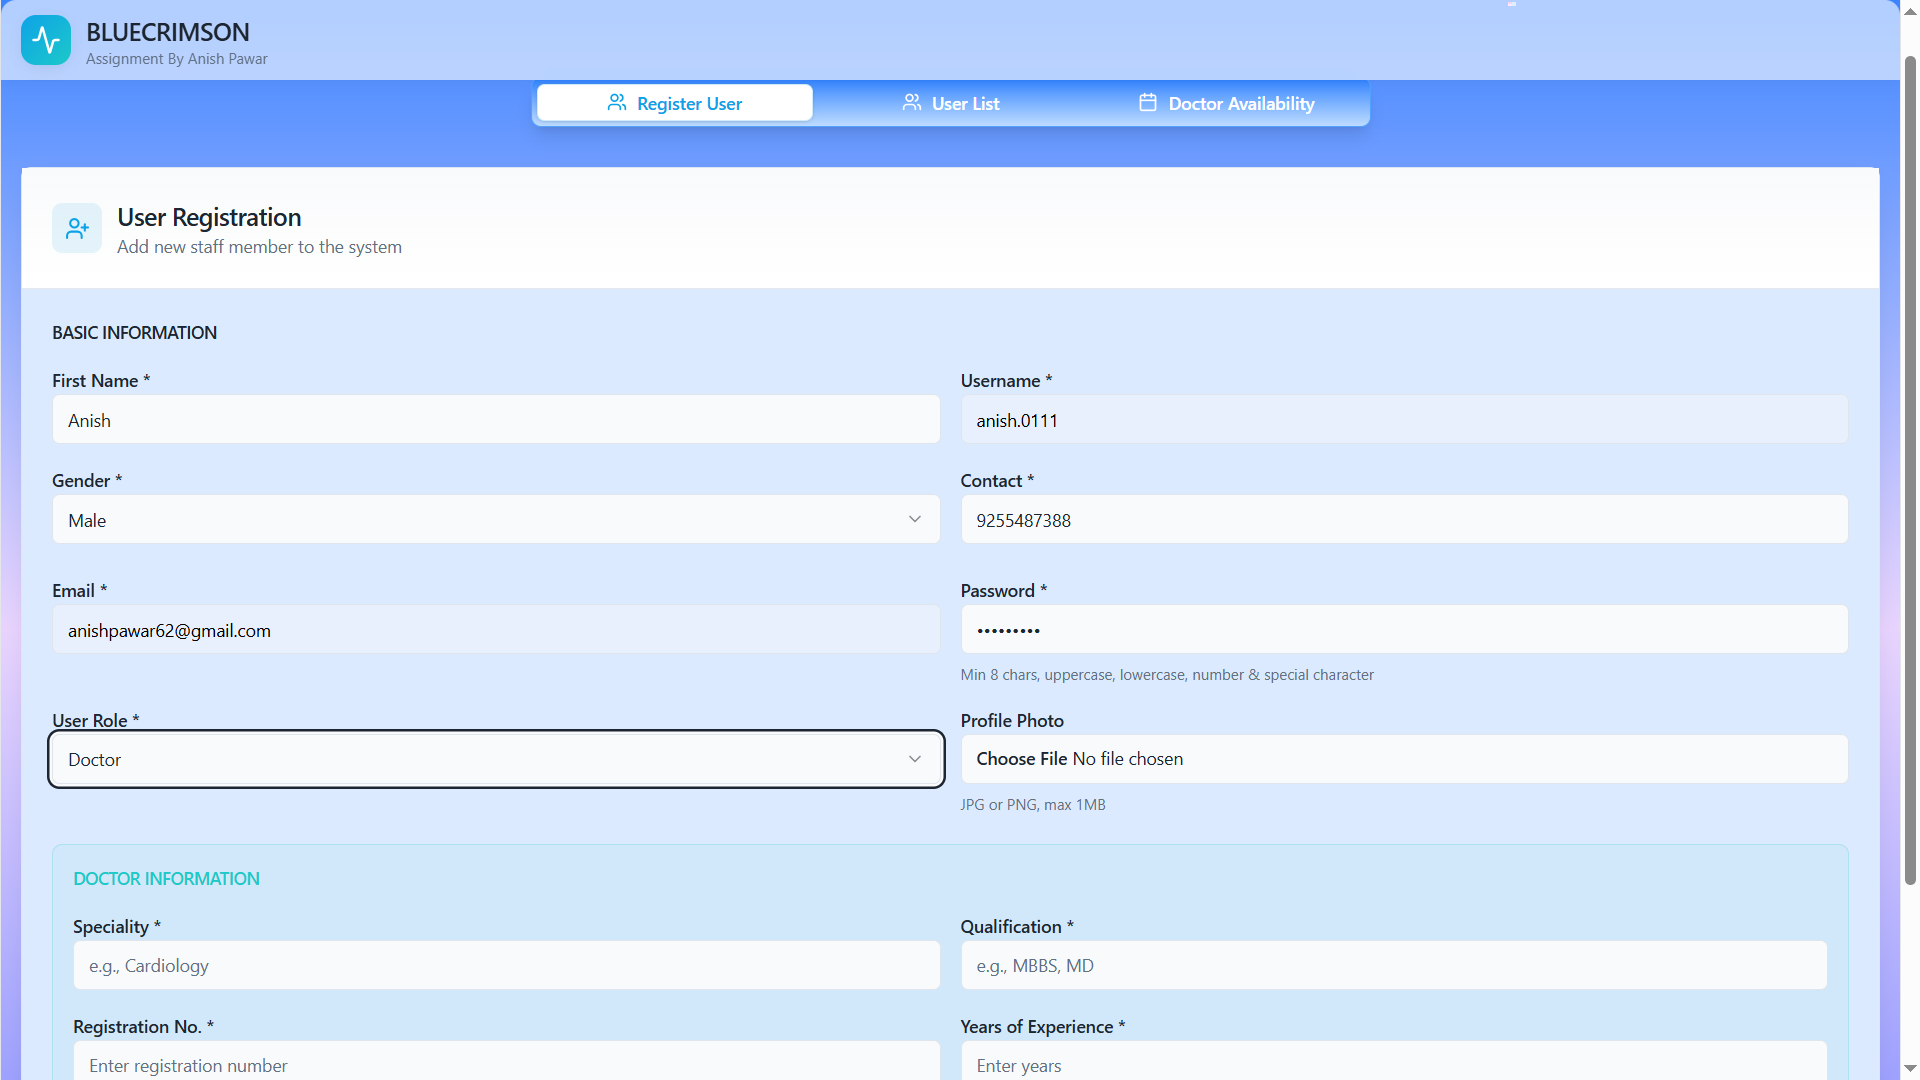 BLUECRIMSON
Assignment By Anish Pawar
Register User
User List
Doctor Availability
User Registration
Add new staff member to the system
BASIC INFORMATION
First Name *
Username *
Anish
anish.0111
Gender *
Contact *
Male
9255487388
Email *
Password *
anishpawar62@gmail.com
•••••••••
Min 8 chars, uppercase, lowercase, number & special character
User Role *
Profile Photo
Doctor
Choose File No file chosen
JPG or PNG, max 1MB
DOCTOR INFORMATION
Speciality *
Qualification *
e.g., Cardiology
e.g., MBBS, MD
Registration No. *
Years of Experience *
Enter registration number
Enter years